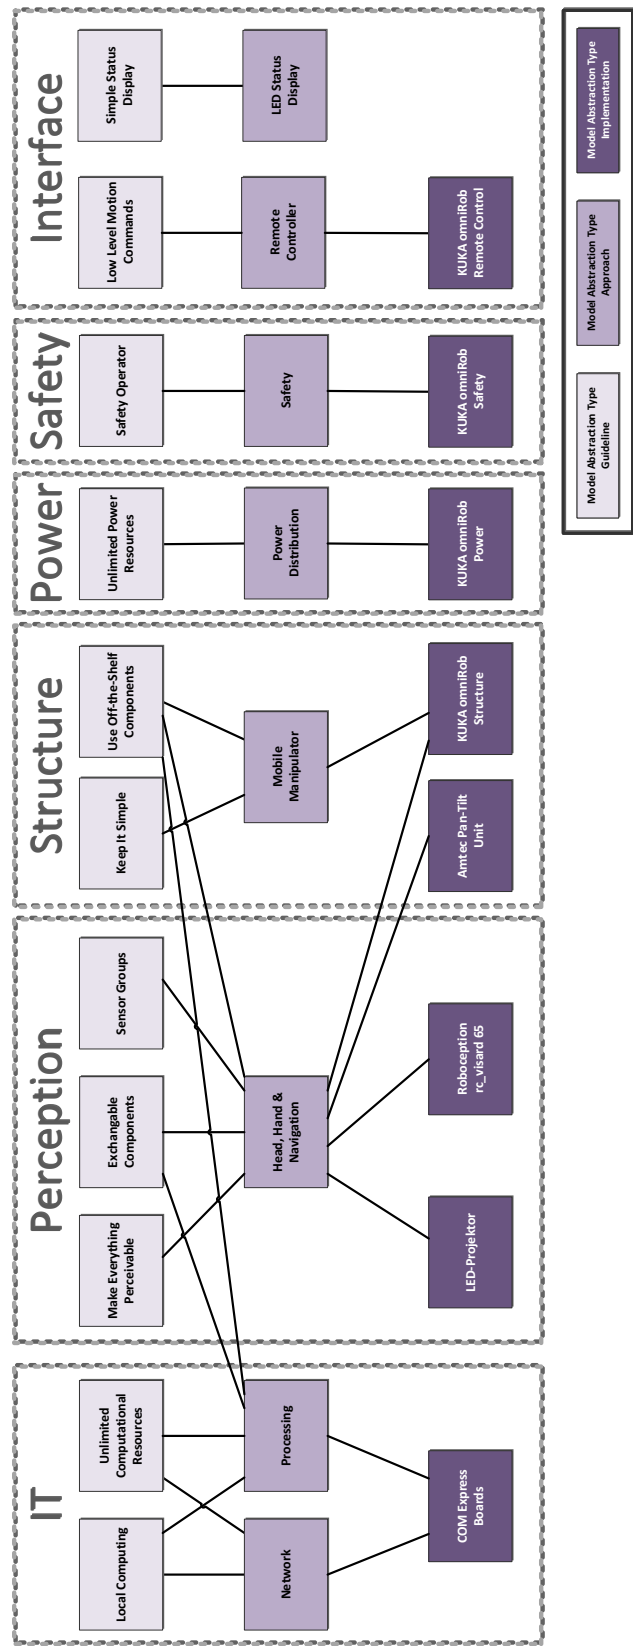 IT
Local Computing
Unlimited
Computational
Resources
Network
Processing
COM Express
Boards
Perception
Make Everything
Perceivable
Exchangable
Components
Sensor Groups
Head, Hand &
Navigation
LED-Projektor
Roboception
rc_visard 65
Structure
Keep It Simple
Use Off-the-Shelf
Components
Mobile
Manipulator
Amtec Pan-Tilt
Unit
KUKA omniRob
Structure
Power
Unlimited Power
Resources
Power
Distribution
KUKA omniRob
Power
Safety
Safety Operator
Safety
KUKA omniRob
Safety
Interface
Low Level Motion
Commands
Simple Status
Display
Remote
Controller
LED Status
Display
KUKA omniRob
Remote Control
Model Abstraction Type
Guideline
Model Abstraction Type
Approach
Model Abstraction Type
Implementation